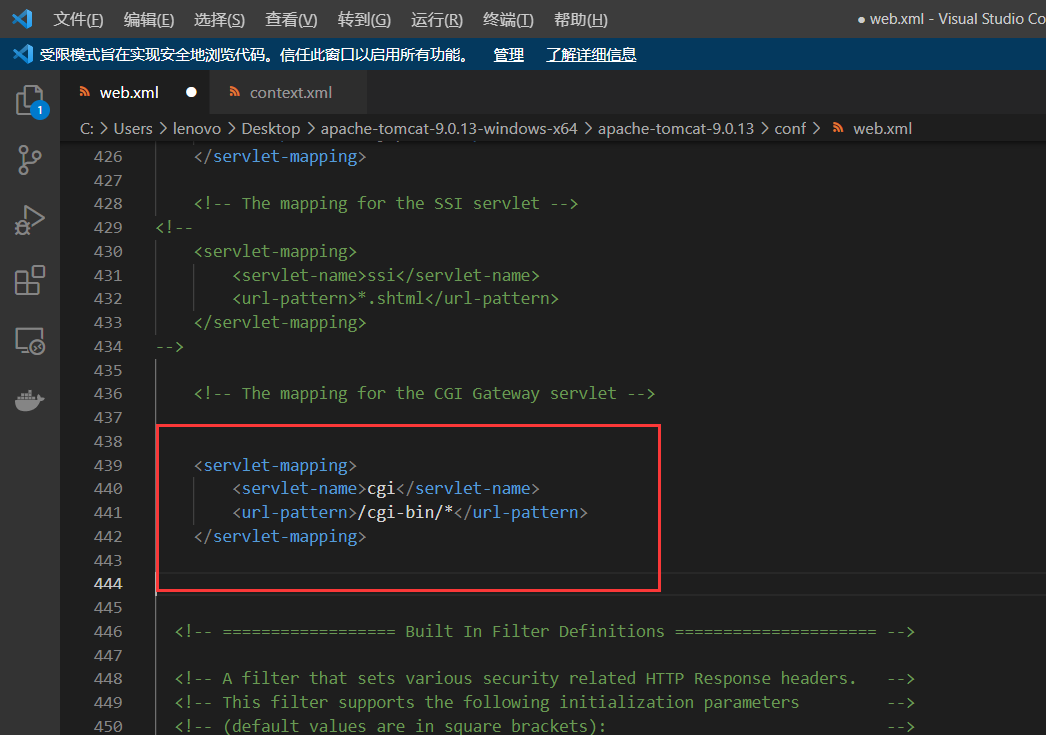 文件(F) 编辑(E) 选择(S) 查看(V) 转到(G) 运行(R) 终端(T) 帮助(H) ● web.xml - Visual Studio Co
受限模式旨在实现安全地浏览代码。信任此窗口以启用所有功能。 管理 了解详细信息
1
web.xml ● context.xml
C: > Users > lenovo > Desktop > apache-tomcat-9.0.13-windows-x64 > apache-tomcat-9.0.13 > conf > web.xml
426 </servlet-mapping>
427
428 <!-- The mapping for the SSI servlet -->
429 <!--
430 <servlet-mapping>
431 <servlet-name>ssi</servlet-name>
432 <url-pattern>*.shtml</url-pattern>
433 </servlet-mapping>
434 -->
435
436 <!-- The mapping for the CGI Gateway servlet -->
437
438
439 <servlet-mapping>
440 <servlet-name>cgi</servlet-name>
441 <url-pattern>/cgi-bin/*</url-pattern>
442 </servlet-mapping>
443
444
445
446 <!-- ================== Built In Filter Definitions ===================== -->
447
448 <!-- A filter that sets various security related HTTP Response headers. -->
449 <!-- This filter supports the following initialization parameters -->
450 <!-- (default values are in square brackets): -->